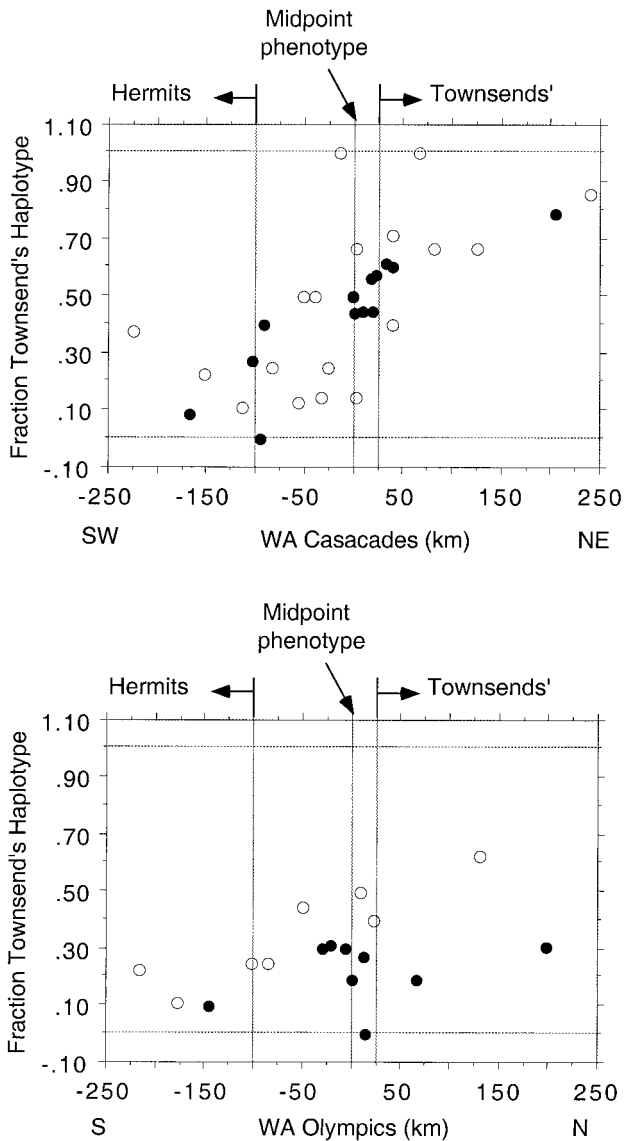 Midpoint
phenotype
Hermits
Townsends'
Fraction Townsend's Haplotype
1.10
.90
.70
.50
.30
.10
-.10
-250 -150 -50 50 150 250
SW WA Casacades (km) NE
Midpoint
phenotype
Hermits
Townsends'
Fraction Townsend's Haplotype
1.10
.90
.70
.50
.30
.10
-.10
-250 -150 -50 50 150 250
S WA Olympics (km) N